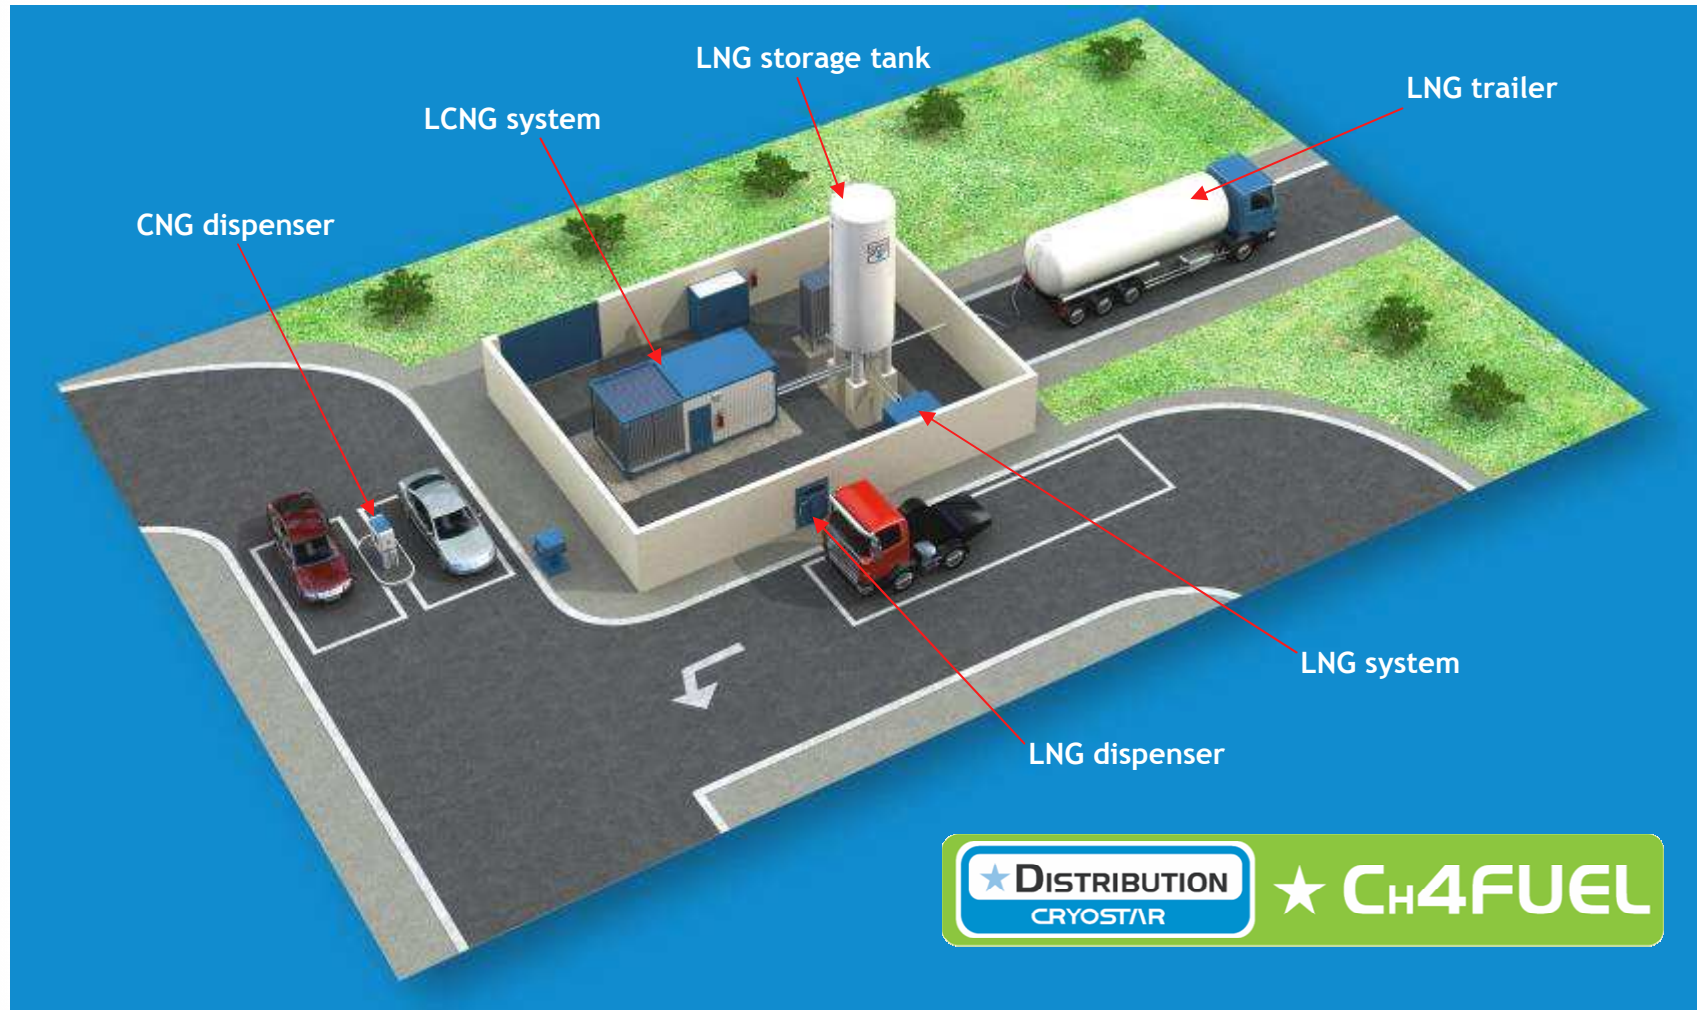 LNG storage tank
LNG trailer
LCNG system
CNG dispenser
LNG system
LNG dispenser
DISTRIBUTION
CRYOSTAR
CH4FUEL